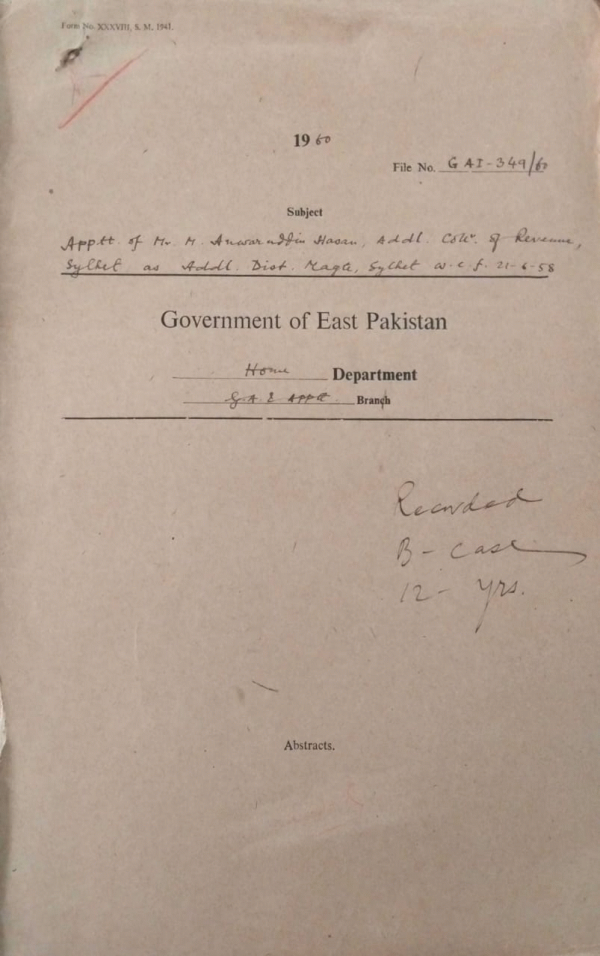 Form No. XXXVIII, S. M. 1941.
1960
File No. GAI-349/60
Subject
Apptt. of Mr. M. Anwaruddin Hasan, Addl. Collr. of Revenue,
Sylhet, as Addl. Dist. Magte, Sylhet w.e.f. 21-6-58
Government of East Pakistan
Home Department
G.A. & Apptt. Branch
Recorded
B - Case
12 - yrs.
Abstracts.